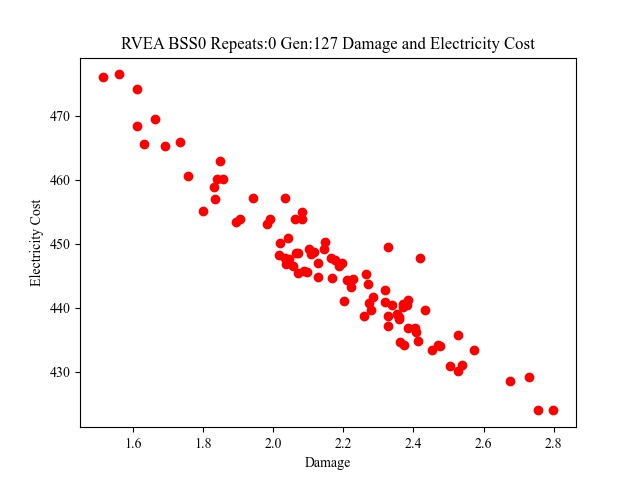 RVEA BSS0 Repeats:0 Gen:127 Damage and Electricity Cost
470
460
450
440
430
Electricity Cost
1.6 1.8 2.0 2.2 2.4 2.6 2.8
Damage